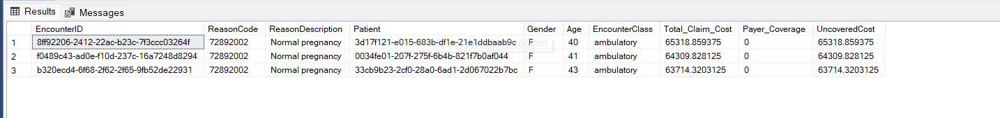 Results Messages
EncounterID ReasonCode ReasonDescription Patient Gender Age EncounterClass Total_Claim_Cost Payer_Coverage UncoveredCost
1 8ff92206-2412-22ac-b23c-7f3ccc03264f 72892002 Normal pregnancy 3d17f121-e015-683b-df1e-21e1ddbaab9c F 40 ambulatory 65318.859375 0 65318.859375
2 f0489c43-ad0e-f10d-237c-16a7248d8294 72892002 Normal pregnancy 0034fe01-207f-275f-6b4b-821f7b0af044 F 41 ambulatory 64309.828125 0 64309.828125
3 b320ecd4-6f68-2f62-2f65-9fb52de22931 72892002 Normal pregnancy 33cb9b23-2cf0-28a0-6ad1-2d067022b7bc F 43 ambulatory 63714.3203125 0 63714.3203125